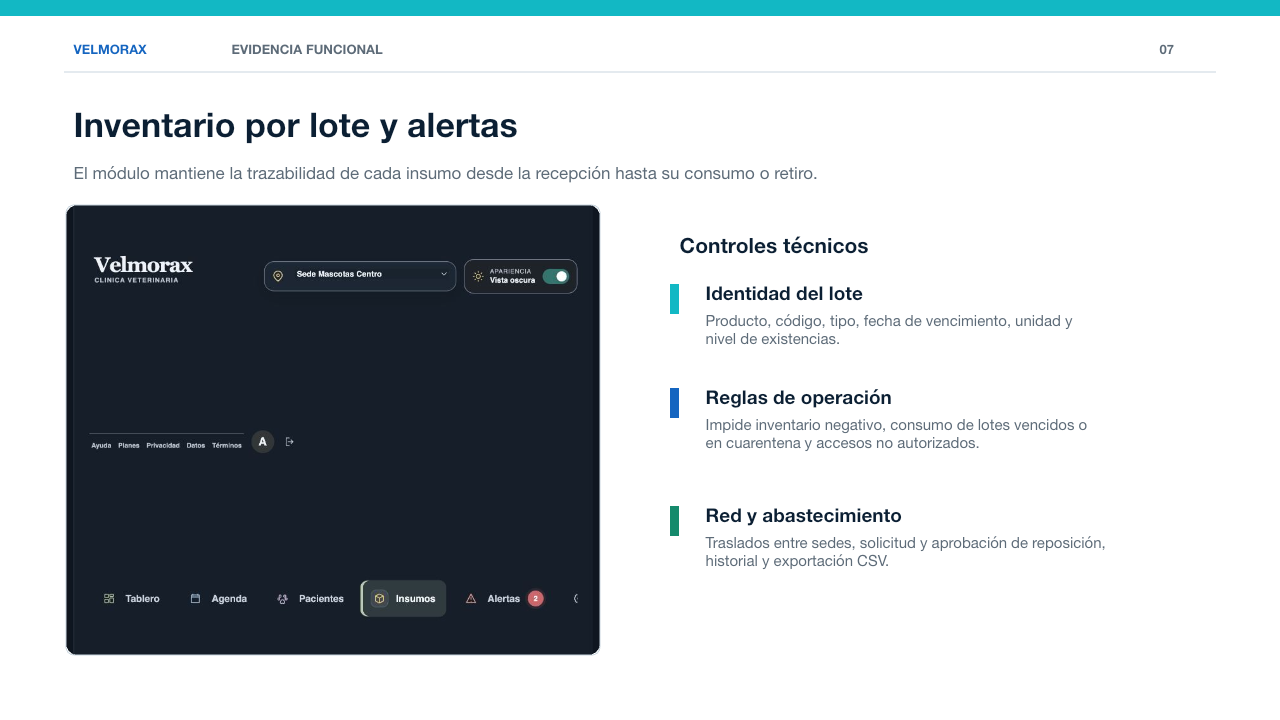 VELMORAX
EVIDENCIA FUNCIONAL
07
Inventario por lote y alertas
El módulo mantiene la trazabilidad de cada insumo desde la recepción hasta su consumo o retiro.
Velmorax
CLINICA VETERINARIA
Sede Mascotas Centro
APARIENCIA
Vista oscura
Ayuda Planes Privacidad Datos Términos
A
Tablero
Agenda
Pacientes
Insumos
Alertas
2
Controles técnicos
Identidad del lote
Producto, código, tipo, fecha de vencimiento, unidad y
nivel de existencias.
Reglas de operación
Impide inventario negativo, consumo de lotes vencidos o
en cuarentena y accesos no autorizados.
Red y abastecimiento
Traslados entre sedes, solicitud y aprobación de reposición,
historial y exportación CSV.